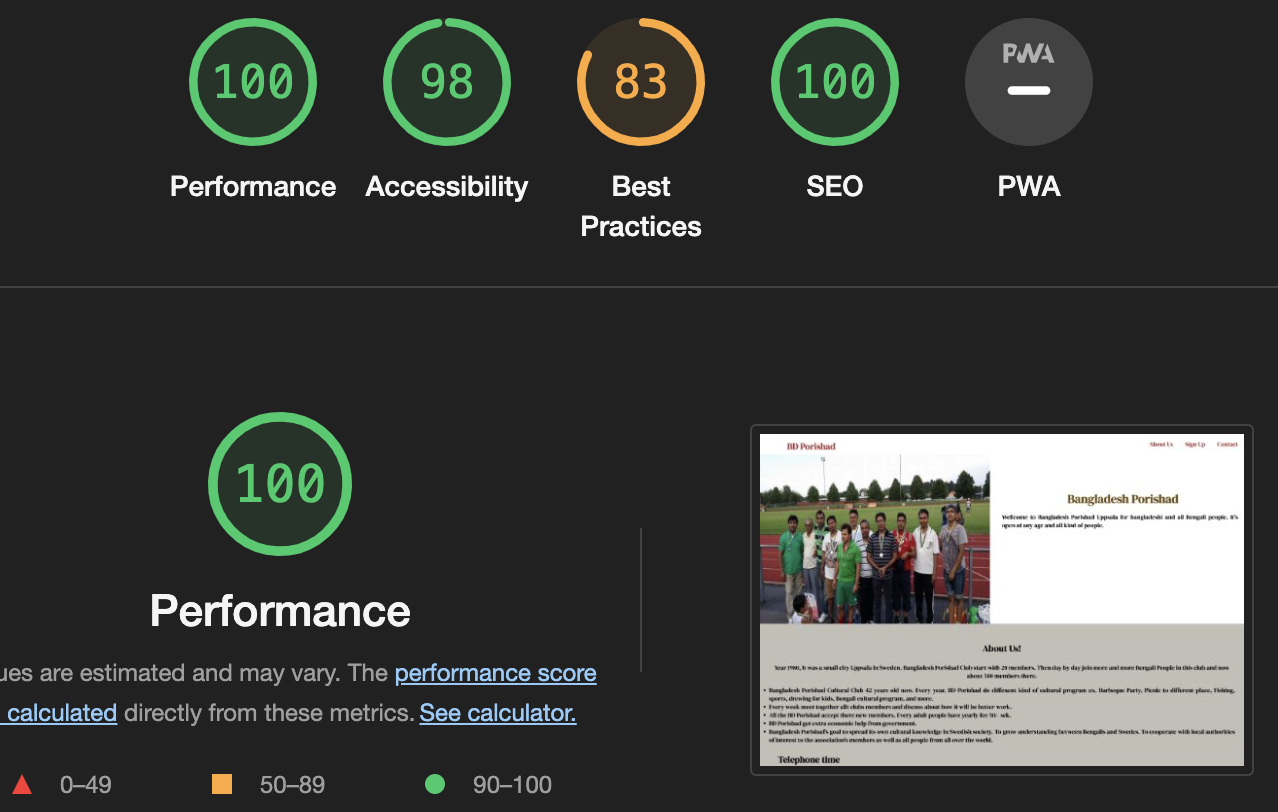 100
98
83
100
PWA
Performance
Accessibility
Best
Practices
SEO
PWA
100
Performance
ues are estimated and may vary. The performance score
calculated directly from these metrics. See calculator.
0–49
50–89
90–100
BD Porishad
About Us
Sign Up
Contact
Bangladesh Porishad
Wellcome to Bangladesh Porishad Uppsala for bangladeshi and all Bengali people. It's
open at any age and all kind of people.
About Us!
Year 1980, it was a small city Uppsala in Sweden. Bangladesh Porishad Club start with 20 members. Then day by day join more and more Bengali People in this club and now
about 500 members there.
Bangladesh Porishad Cultural Club 42 years old now. Every year, BD Porishad do different kind of cultural program ex. Barbeque Party, Picnic to different place, Fishing,
sports, drewing for kids, Bengali cultural program, and more.
Every week meet together all clubs members and discuss about how it will be better work.
All the BD Porishad accept there new members. Every adult people have yearly fee 50/- sek.
BD Porishad get extra economic help from government.
Bangladesh Porishad's goal to spread its own cultural knowledge in Swedish society. To grow understanding between Bengalis and Swedes. To cooperate with local authorities
of interest to the association's members as well as all people from all over the world.
Telephone time